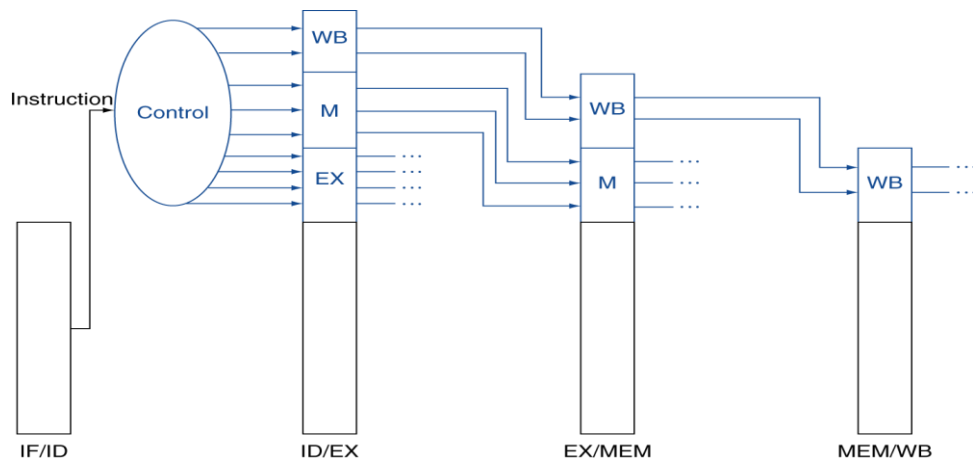 WB
Instruction
Control
M
WB
EX
...
...
...
...
M
...
...
...
WB
...
...
IF/ID
ID/EX
EX/MEM
MEM/WB